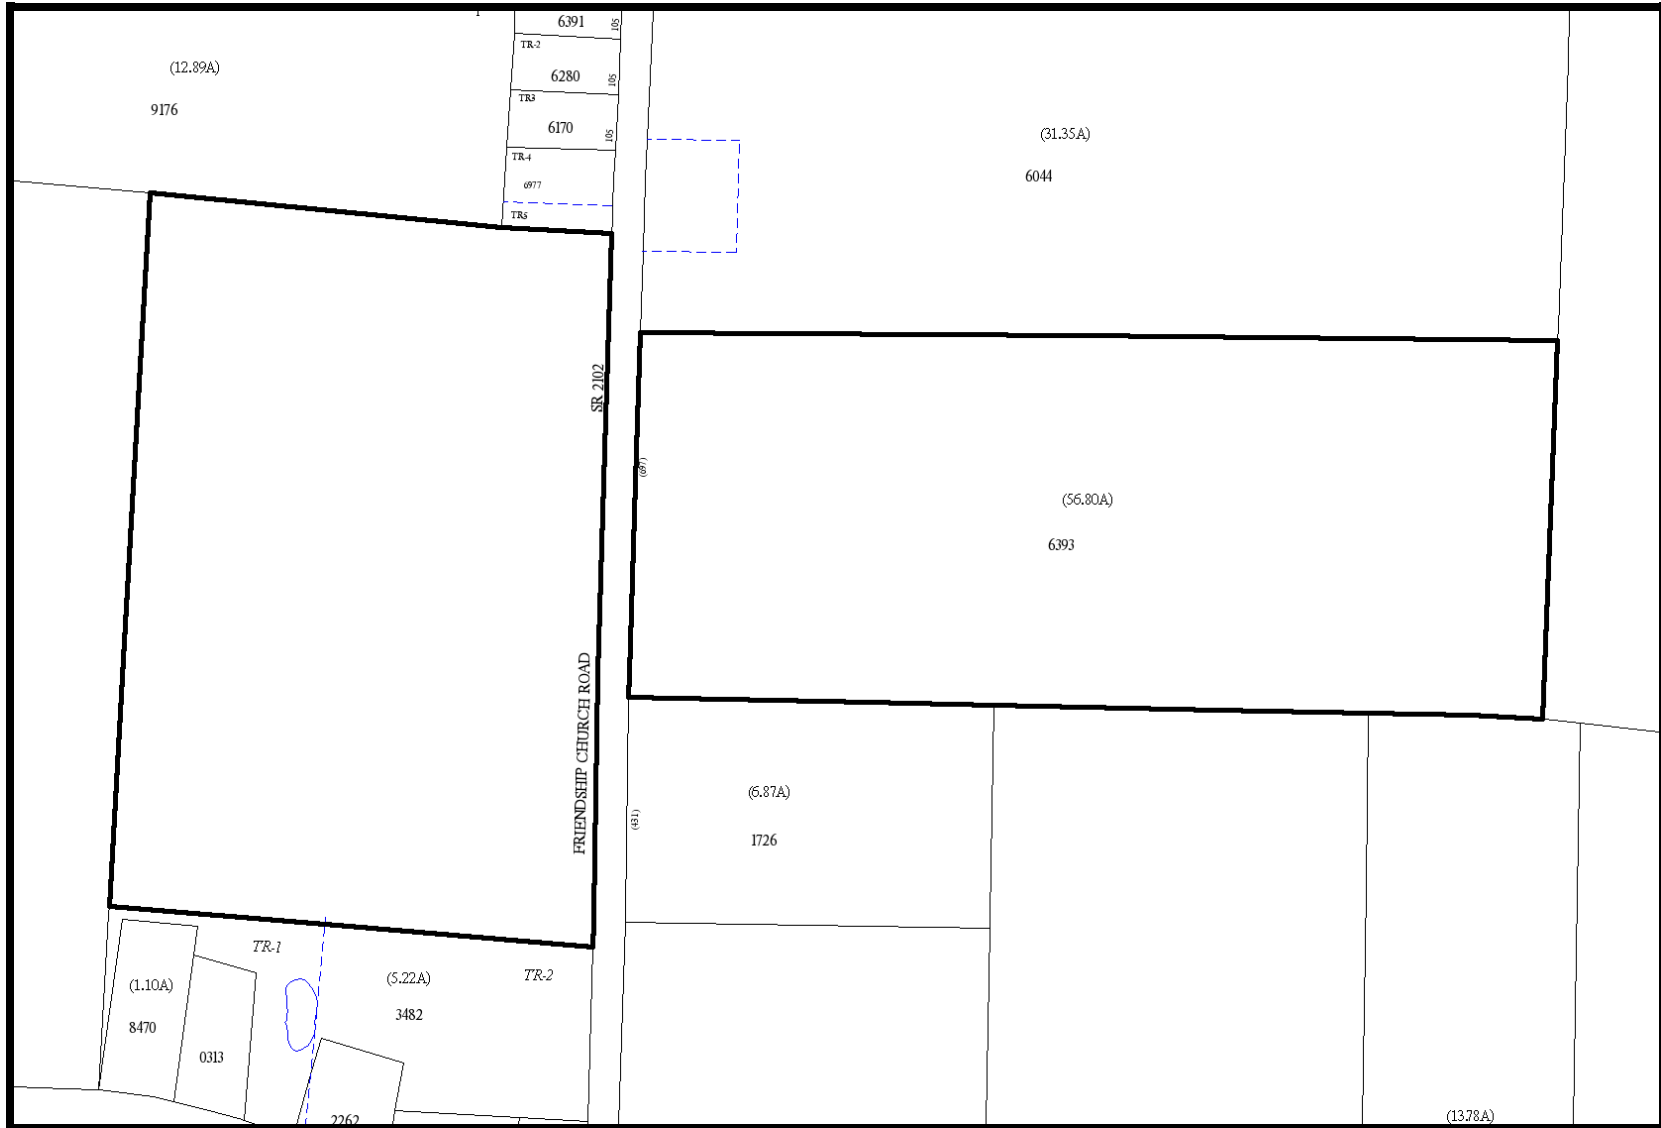 6391
105
TR-2
6280
105
(12.89A)
9176
TR3
6170
105
TR-4
6977
TR5
(31.35A)
6044
SR 2102
(697)
(56.80A)
6393
FRIENDSHIP CHURCH ROAD
(6.87A)
1726
(431)
TR-1
(5.22A)
TR-2
3482
(1.10A)
8470
0313
2262
(13.78A)